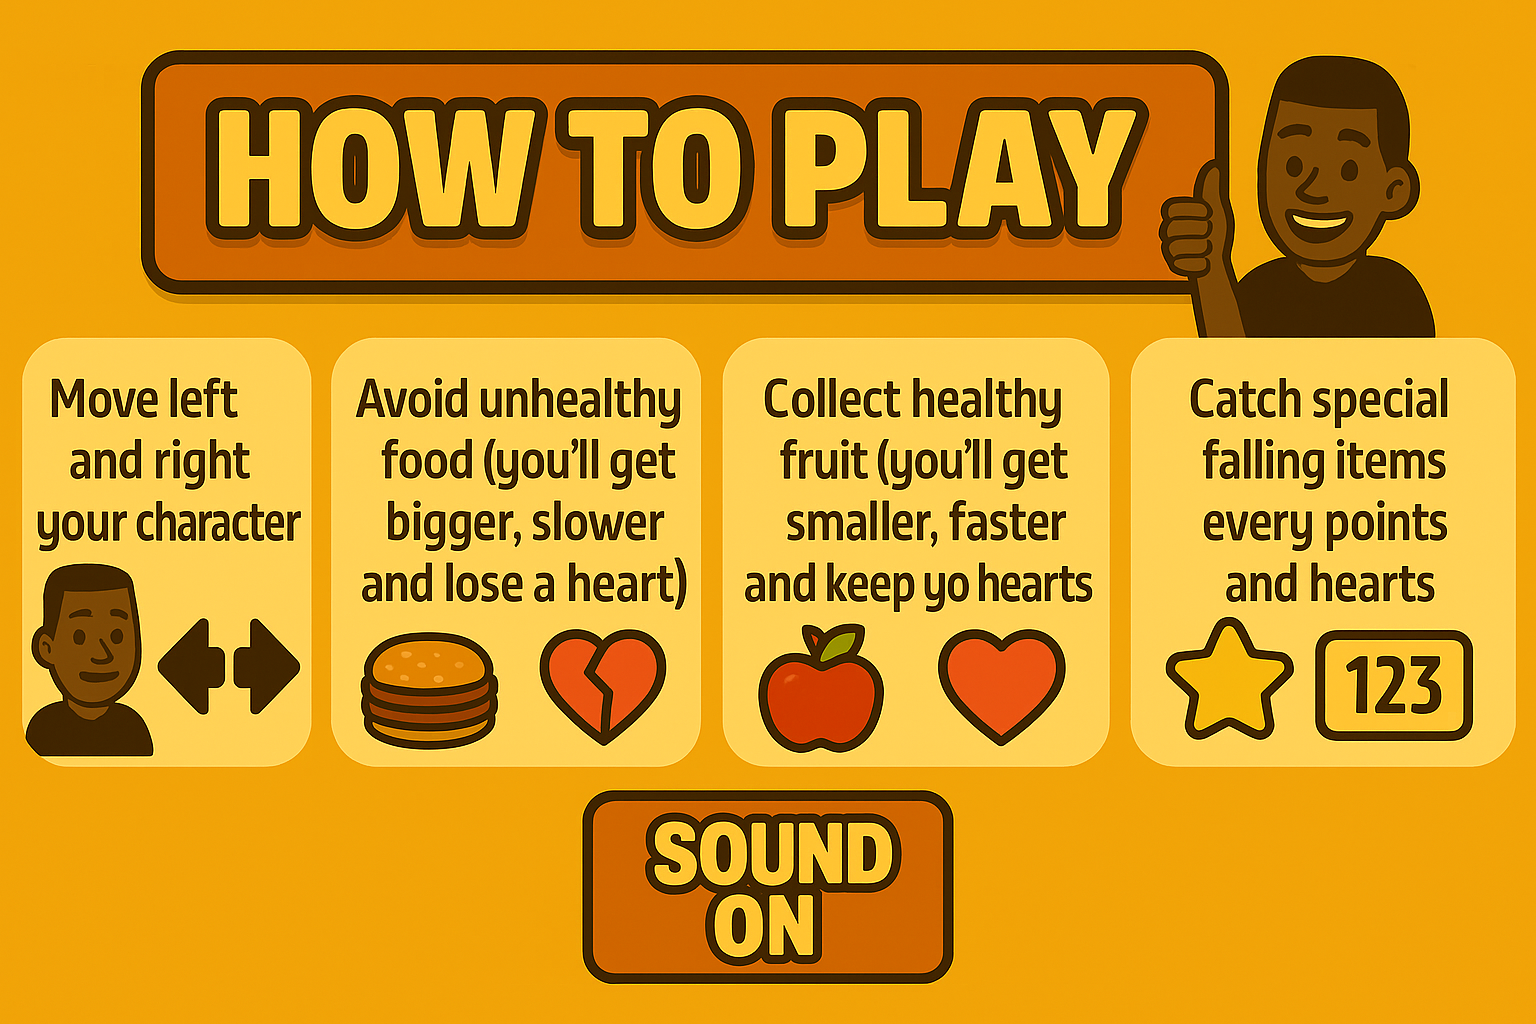 HOW TO PLAY
Move left
and right
your character
Avoid unhealthy
food (you'll get
bigger, slower
and lose a heart)
Collect healthy
fruit (you'll get
smaller, faster
and keep yo hearts
Catch special
falling items
every points
and hearts
123
SOUND
ON